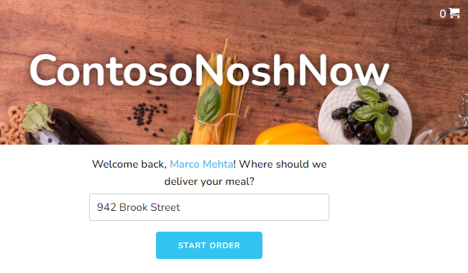 0
ContosoNoshNow
Welcome back, Marco Mehta! Where should we
deliver your meal?
942 Brook Street
START ORDER